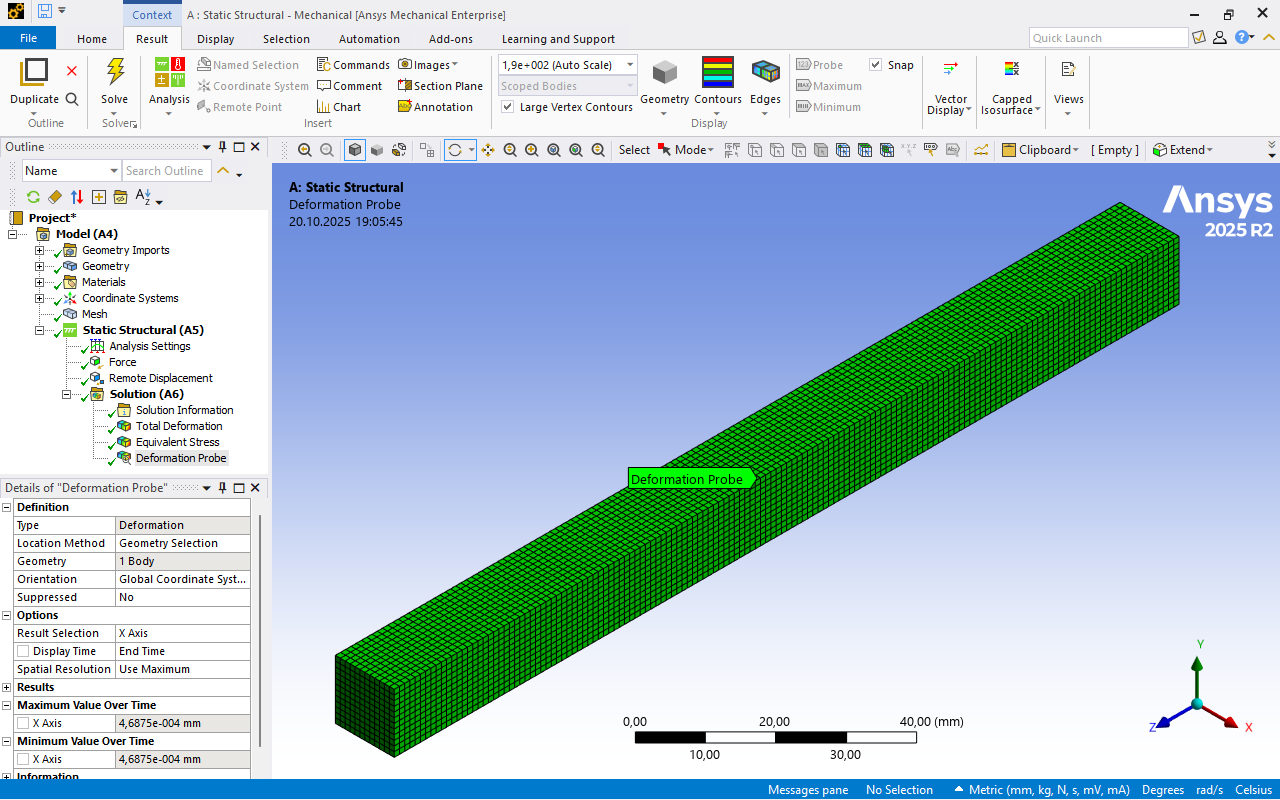 Context
A : Static Structural - Mechanical [Ansys Mechanical Enterprise]
File
Home
Result
Display
Selection
Automation
Add-ons
Learning and Support
Quick Launch
Duplicate
Outline
Solve
Solver
Analysis
Named Selection
Coordinate System
Remote Point
Commands
Comment
Chart
Images
Section Plane
Annotation
Insert
1,9e+002 (Auto Scale)
Scoped Bodies
Large Vertex Contours
Geometry
Contours
Edges
Display
Probe
Maximum
Minimum
Snap
Vector
Display
Capped
Isosurface
Views
Outline
Select
Mode
Clipboard
[ Empty ]
Extend
Name
Search Outline
Project*
Model (A4)
Geometry Imports
Geometry
Materials
Coordinate Systems
Mesh
Static Structural (A5)
Analysis Settings
Force
Remote Displacement
Solution (A6)
Solution Information
Total Deformation
Equivalent Stress
Deformation Probe
Details of "Deformation Probe"
Definition
Type Deformation
Location Method Geometry Selection
Geometry 1 Body
Orientation Global Coordinate Syst...
Suppressed No
Options
Result Selection X Axis
Display Time End Time
Spatial Resolution Use Maximum
Results
Maximum Value Over Time
X Axis 4,6875e-004 mm
Minimum Value Over Time
X Axis 4,6875e-004 mm
Information
A: Static Structural
Deformation Probe
20.10.2025 19:05:45
Ansys
2025 R2
Deformation Probe
0,00 20,00 40,00 (mm)
10,00 30,00
Y
Z
X
Messages pane
No Selection
Metric (mm, kg, N, s, mV, mA)
Degrees
rad/s
Celsius